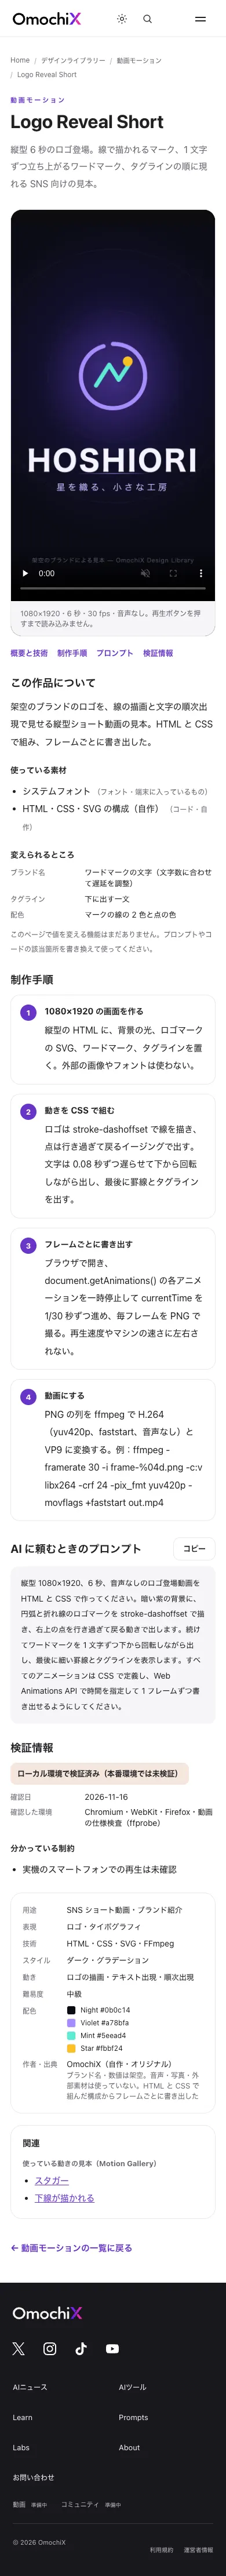 OmochiX
Home / デザインライブラリー / 動画モーション
/ Logo Reveal Short
動画モーション
Logo Reveal Short
縦型 6 秒のロゴ登場。線で描かれるマーク、1 文字
ずつ立ち上がるワードマーク、タグラインの順に現
れる SNS 向けの見本。
HOSHIORI
星を織る、小さな工房
架空のブランドによる見本 — OmochiX Design Library
0:00
1080×1920・6 秒・30 fps・音声なし。再生ボタンを押
すまで読み込みません。
概要と技術 制作手順 プロンプト 検証情報
この作品について
架空のブランドのロゴを、線の描画と文字の順次出
現で見せる縦型ショート動画の見本。HTML と CSS
で組み、フレームごとに書き出した。
使っている素材
システムフォント （フォント・端末に入っているもの）
HTML・CSS・SVG の構成（自作） （コード・自
作）
変えられるところ
ブランド名 ワードマークの文字（文字数に合わせ
て遅延を調整）
タグライン 下に出す一文
配色 マークの線の 2 色と点の色
このページで値を変える機能はまだありません。プロンプトやコ
ードの該当箇所を書き換えて使ってください。
制作手順
1 1080×1920 の画面を作る
縦型の HTML に、背景の光、ロゴマーク
の SVG、ワードマーク、タグラインを置
く。外部の画像やフォントは使わない。
2 動きを CSS で組む
ロゴは stroke-dashoffset で線を描き、
点は行き過ぎて戻るイージングで出す。
文字は 0.08 秒ずつ遅らせて下から回転
しながら出し、最後に罫線とタグライン
を出す。
3 フレームごとに書き出す
ブラウザで開き、
document.getAnimations() の各アニメ
ーションを一時停止して currentTime を
1/30 秒ずつ進め、毎フレームを PNG で
撮る。再生速度やマシンの速さに左右さ
れない。
4 動画にする
PNG の列を ffmpeg で H.264
（yuv420p、faststart、音声なし）と
VP9 に変換する。例：ffmpeg -
framerate 30 -i frame-%04d.png -c:v
libx264 -crf 24 -pix_fmt yuv420p -
movflags +faststart out.mp4
AI に頼むときのプロンプト コピー
縦型 1080×1920、6 秒、音声なしのロゴ登場動画を
HTML と CSS で作ってください。暗い紫の背景に、
円弧と折れ線のロゴマークを stroke-dashoffset で描
き、右上の点を行き過ぎて戻る動きで出します。続け
てワードマークを 1 文字ずつ下から回転しながら出
し、最後に細い罫線とタグラインを表示します。すべ
てのアニメーションは CSS で定義し、Web
Animations API で時間を指定して 1 フレームずつ書
き出せるようにしてください。
検証情報
ローカル環境で検証済み（本番環境では未検証）
確認日 2026-11-16
確認した環境 Chromium・WebKit・Firefox・動画
の仕様検査（ffprobe）
分かっている制約
実機のスマートフォンでの再生は未確認
用途 SNS ショート動画・ブランド紹介
表現 ロゴ・タイポグラフィ
技術 HTML・CSS・SVG・FFmpeg
スタイル ダーク・グラデーション
動き ロゴの描画・テキスト出現・順次出現
難易度 中級
配色 Night #0b0c14
Violet #a78bfa
Mint #5eead4
Star #fbbf24
作者・出典 OmochiX（自作・オリジナル）
ブランド名・数値は架空。音声・写真・外
部素材は使っていない。HTML と CSS で
組んだ構成からフレームごとに書き出した
関連
使っている動きの見本（Motion Gallery）
スタガー
下線が描かれる
← 動画モーションの一覧に戻る
OmochiX
AIニュース AIツール
Learn Prompts
Labs About
お問い合わせ
動画 準備中 コミュニティ 準備中
© 2026 OmochiX
利用規約 運営者情報